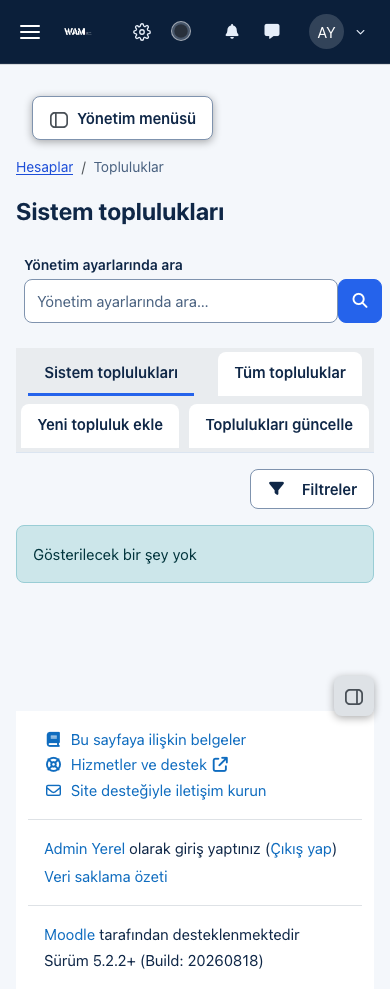 WAM
AY
Yönetim menüsü
Hesaplar / Topluluklar
Sistem toplulukları
Yönetim ayarlarında ara
Yönetim ayarlarında ara...
Sistem toplulukları
Tüm topluluklar
Yeni topluluk ekle
Toplulukları güncelle
Filtreler
Gösterilecek bir şey yok
Bu sayfaya ilişkin belgeler
Hizmetler ve destek
Site desteğiyle iletişim kurun
Admin Yerel olarak giriş yaptınız (Çıkış yap)
Veri saklama özeti
Moodle tarafından desteklenmektedir
Sürüm 5.2.2+ (Build: 20260818)